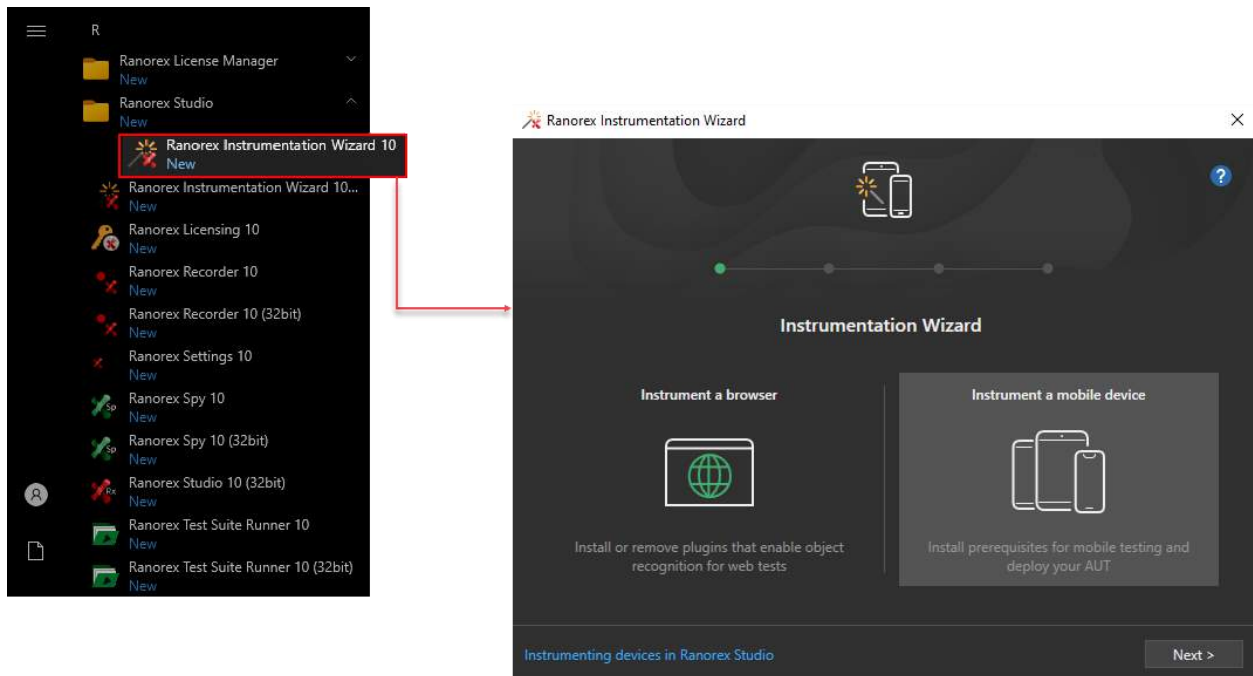 R
Ranorex License Manager
New
Ranorex Studio
New
Ranorex Instrumentation Wizard 10
New
Ranorex Instrumentation Wizard 10...
New
Ranorex Licensing 10
New
Ranorex Recorder 10
New
Ranorex Recorder 10 (32bit)
New
Ranorex Settings 10
New
Sp
Ranorex Spy 10
New
Sp
Ranorex Spy 10 (32bit)
New
Rx
Ranorex Studio 10 (32bit)
New
Ranorex Test Suite Runner 10
New
Ranorex Test Suite Runner 10 (32bit)
New
Ranorex Instrumentation Wizard
?
Instrumentation Wizard
Instrument a browser
Install or remove plugins that enable object
recognition for web tests
Instrument a mobile device
Install prerequisites for mobile testing and
deploy your AUT
Instrumenting devices in Ranorex Studio
Next >